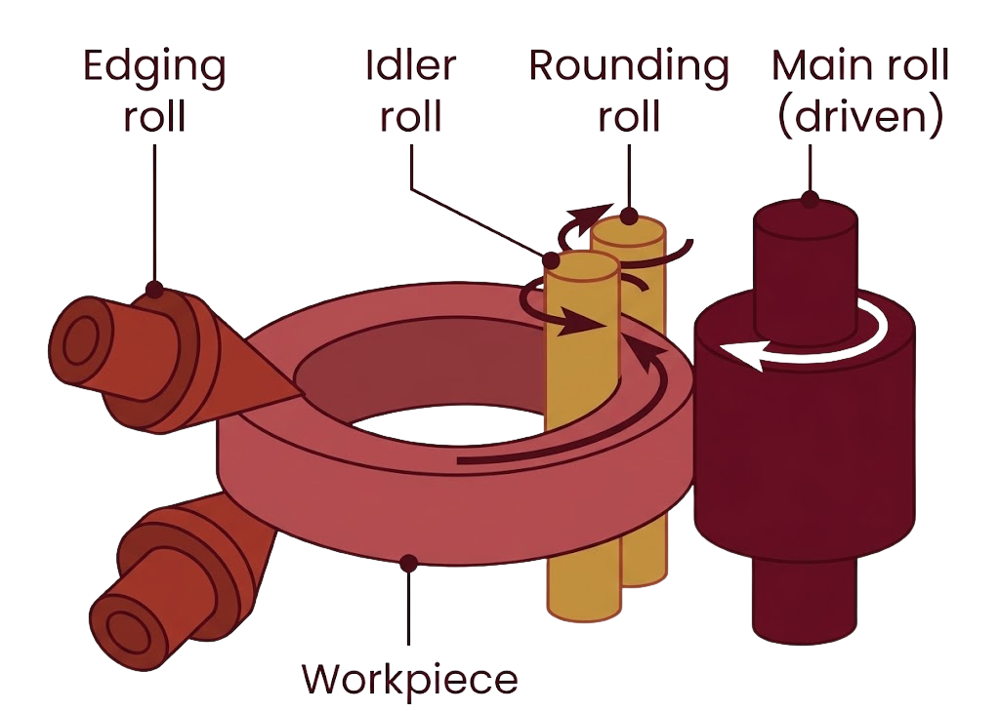 Edging
roll
Idler
roll
Rounding
roll
Main roll
(driven)
Workpiece